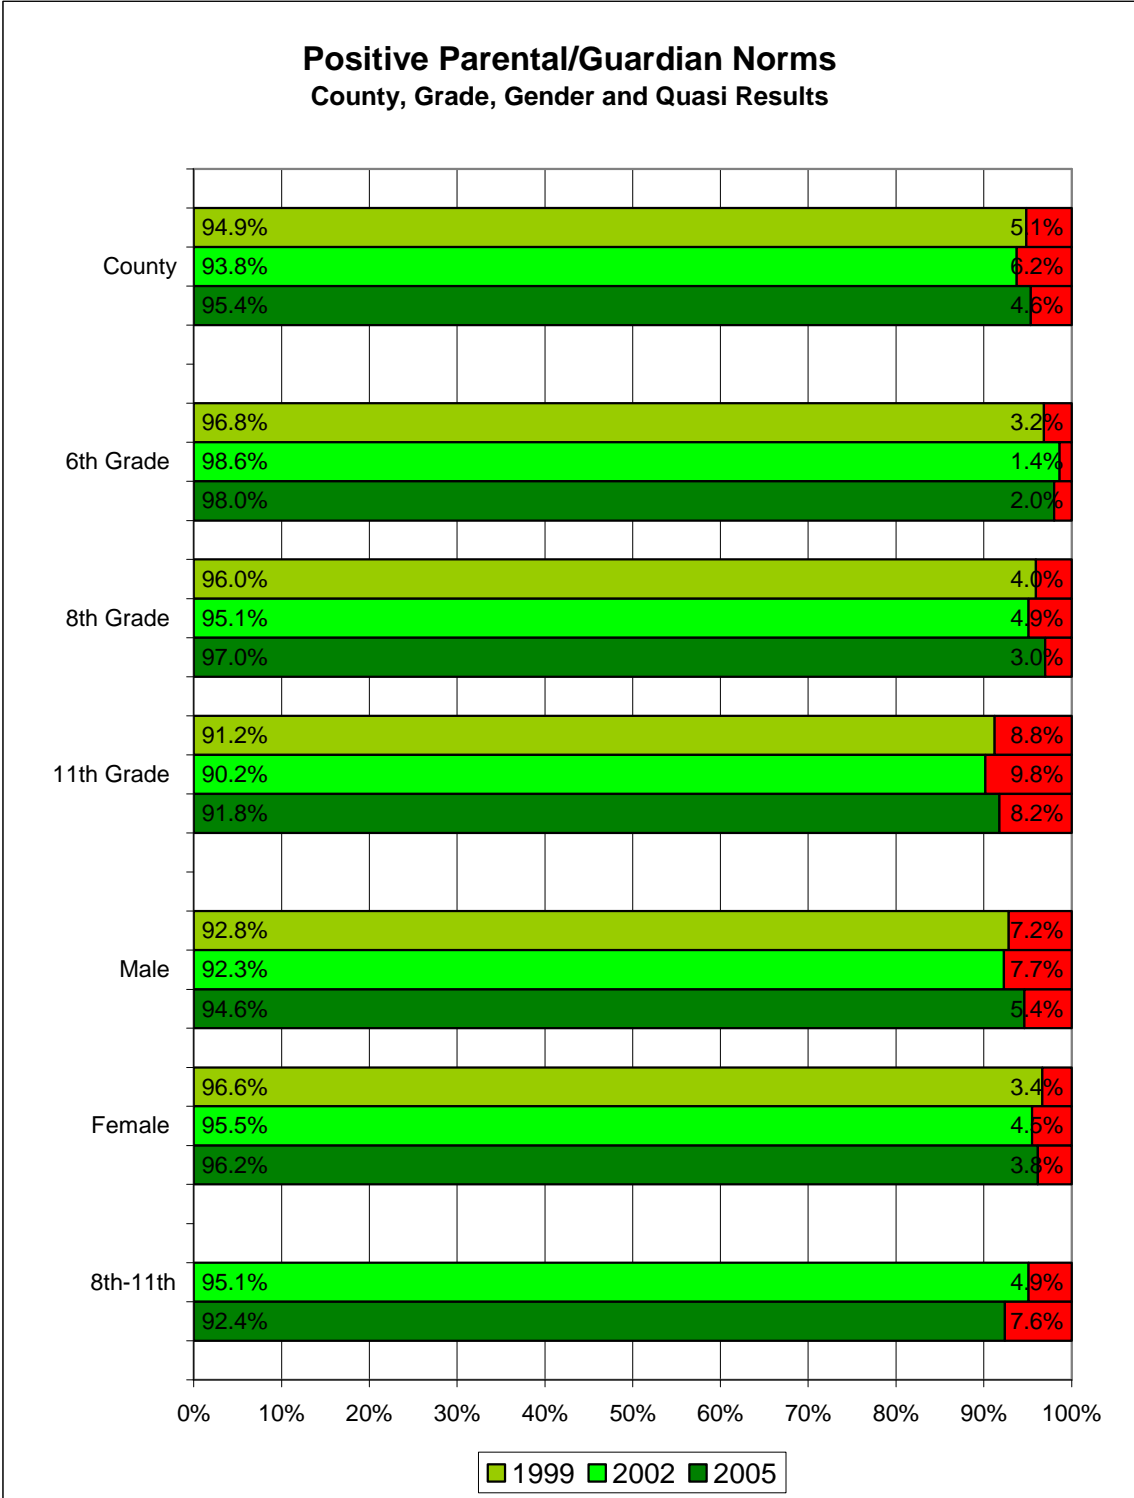 Positive Parental/Guardian Norms
County, Grade, Gender and Quasi Results
94.9% 5.1%
County 93.8% 6.2%
95.4% 4.6%
96.8% 3.2%
6th Grade 98.6% 1.4%
98.0% 2.0%
96.0% 4.0%
8th Grade 95.1% 4.9%
97.0% 3.0%
91.2% 8.8%
11th Grade 90.2% 9.8%
91.8% 8.2%
92.8% 7.2%
Male 92.3% 7.7%
94.6% 5.4%
96.6% 3.4%
Female 95.5% 4.5%
96.2% 3.8%
8th-11th 95.1% 4.9%
92.4% 7.6%
0% 10% 20% 30% 40% 50% 60% 70% 80% 90% 100%
1999 2002 2005